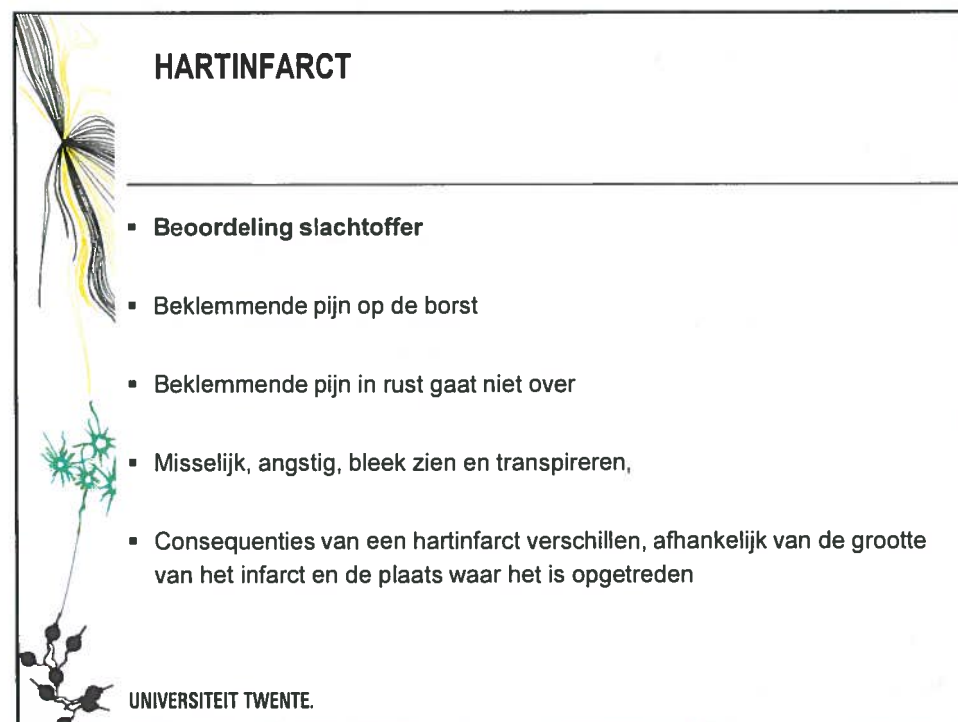 HARTINFARCT
▪ Beoordeling slachtoffer
▪ Beklemmende pijn op de borst
▪ Beklemmende pijn in rust gaat niet over
▪ Misselijk, angstig, bleek zien en transpireren,
▪ Consequenties van een hartinfarct verschillen, afhankelijk van de grootte
van het infarct en de plaats waar het is opgetreden
UNIVERSITEIT TWENTE.